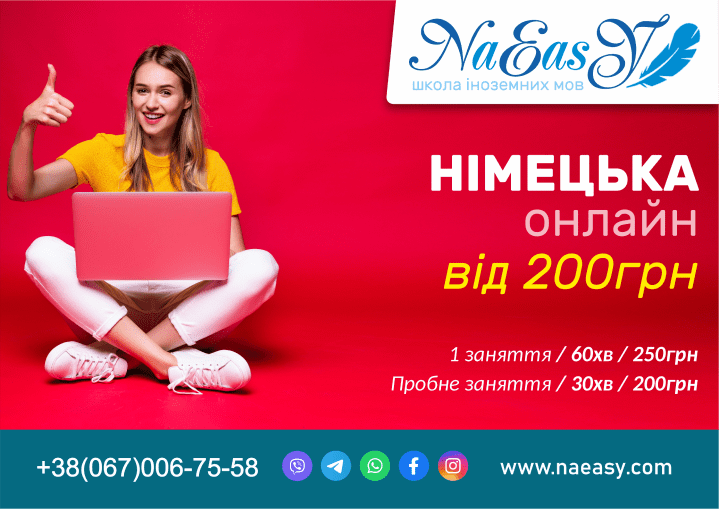 NaEasy
школа іноземних мов
НІМЕЦЬКА
онлайн
від 200грн
1 заняття / 60хв / 250грн
Пробне заняття / 30хв / 200грн
+38(067)006-75-58
www.naeasy.com